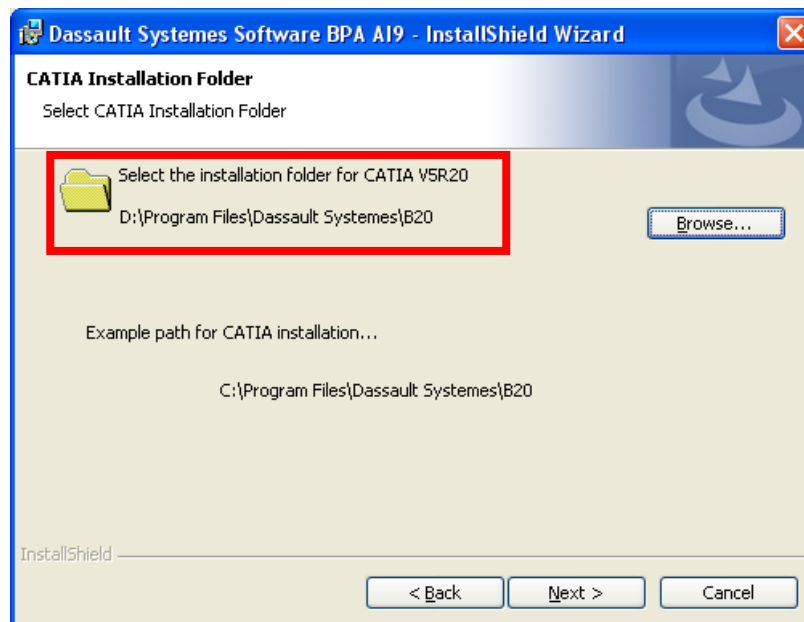 Dassault Systemes Software BPA AI9 - InstallShield Wizard
CATIA Installation Folder
Select CATIA Installation Folder
Select the installation folder for CATIA V5R20
D:\Program Files\Dassault Systemes\B20
Browse...
Example path for CATIA installation...
C:\Program Files\Dassault Systemes\B20
InstallShield
< Back
Next >
Cancel